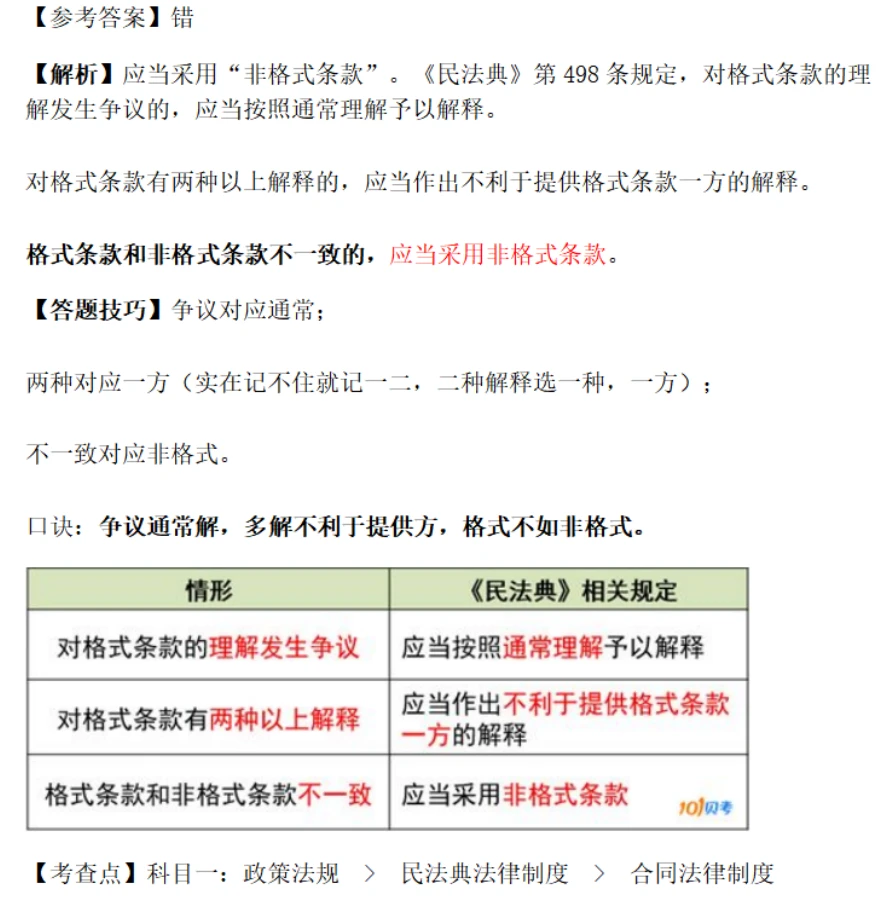 【参考答案】错
【解析】应当采用“非格式条款”。《民法典》第 498 条规定，对格式条款的理
解发生争议的，应当按照通常理解予以解释。
对格式条款有两种以上解释的，应当作出不利于提供格式条款一方的解释。
格式条款和非格式条款不一致的，应当采用非格式条款。
【答题技巧】争议对应通常；
两种对应一方（实在记不住就记一二，二种解释选一种，一方）；
不一致对应非格式。
口诀：争议通常解，多解不利于提供方，格式不如非格式。
情形 《民法典》相关规定
对格式条款的理解发生争议 应当按照通常理解予以解释
对格式条款有两种以上解释 应当作出不利于提供格式条款
一方的解释
格式条款和非格式条款不一致 应当采用非格式条款
101贝考
【考查点】科目一：政策法规 > 民法典法律制度 > 合同法律制度